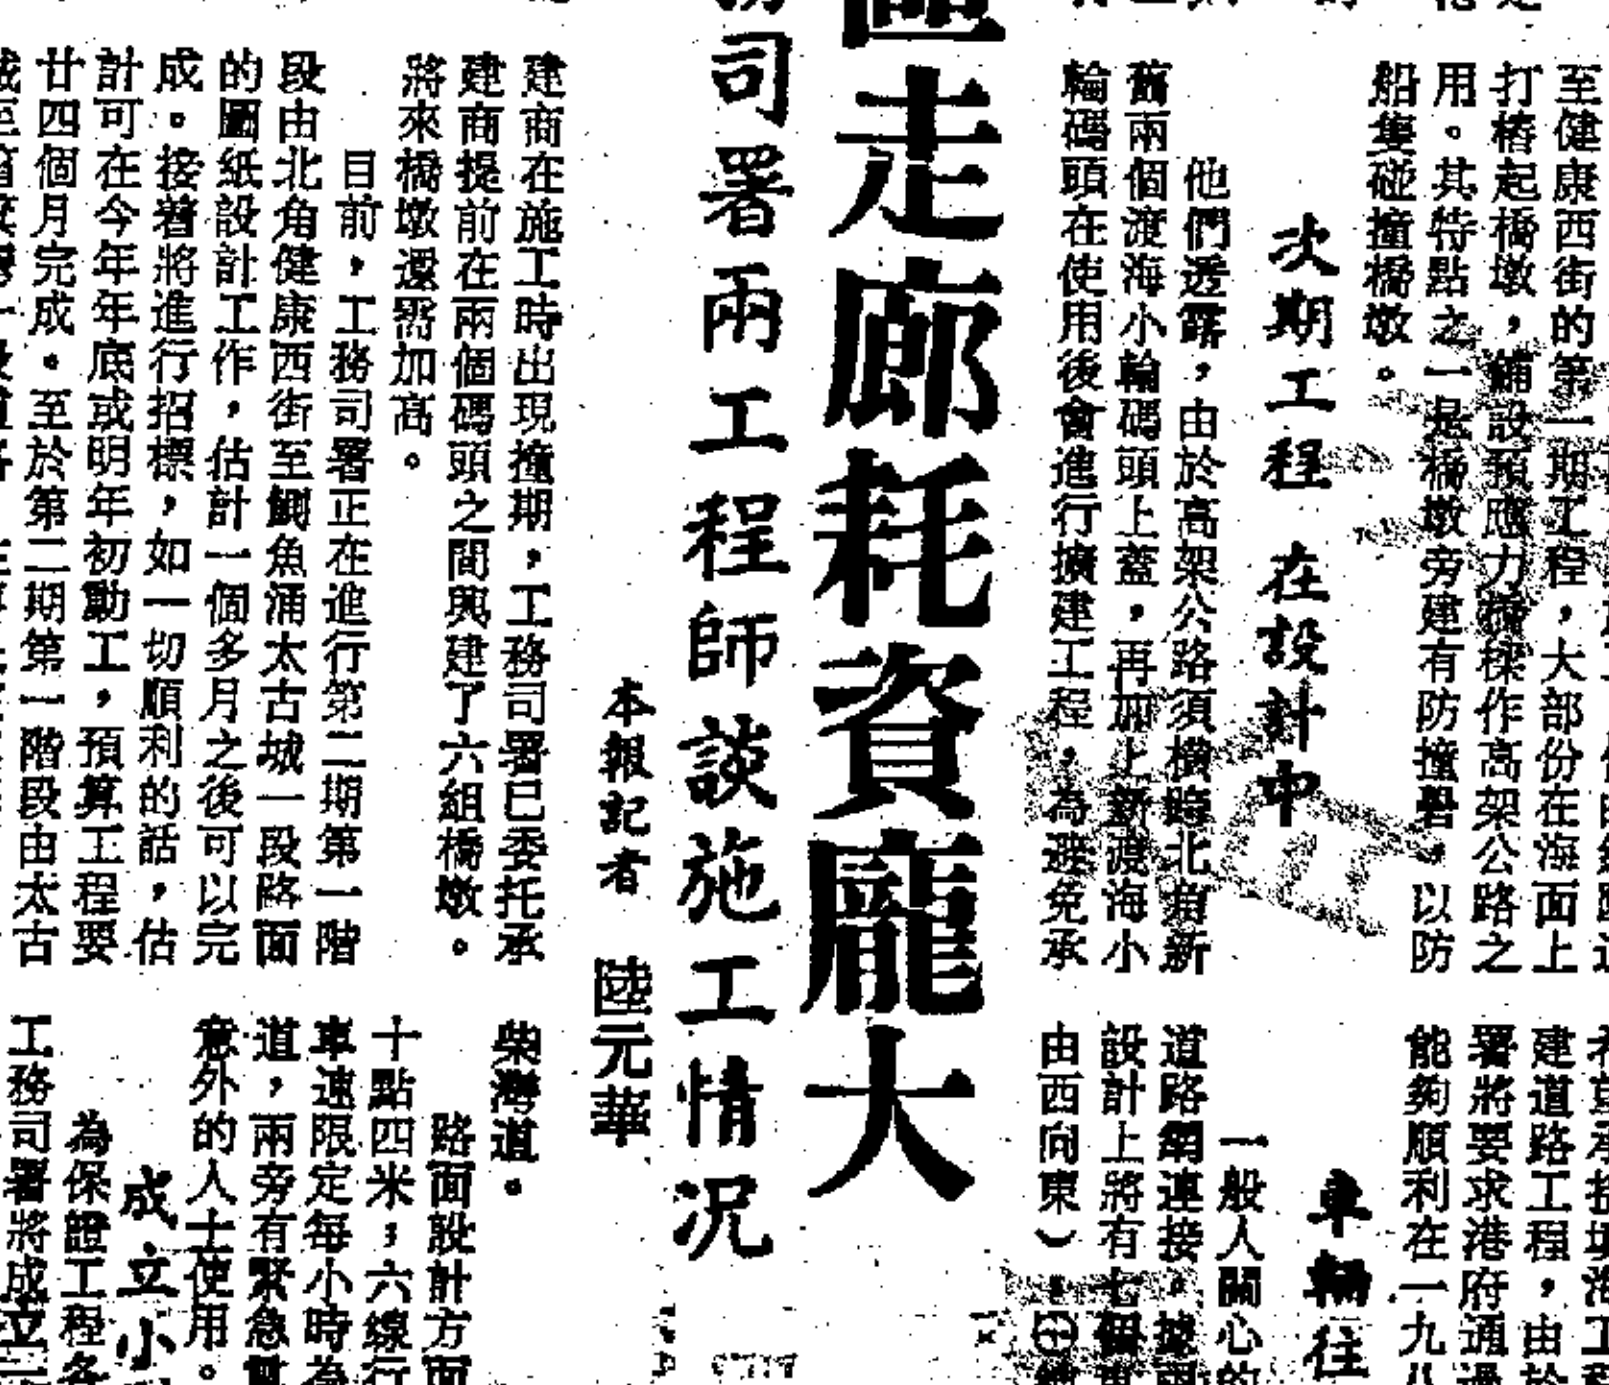 至健康西街的第一期工程，大部份在海面上
打樁起橋墩，鋪設預應力橫樑作高架公路之
用。其特點之一是橋墩旁建有防撞罾，以防
船隻碰撞橋墩。
次期工程 在設計中
他們透露，由於高架公路須橫跨北角新
舊兩個渡海小輪碼頭上蓋，再加上新渡海小
輪碼頭在使用後會進行擴建工程，為避免承
走廊耗資龐大
司署兩工程師談施工情況
本報記者 陸元華
建商在施工時出現撞期，工務司署已委托承
建商提前在兩個碼頭之間興建了六組橋墩。
將來橋墩還需加高。
目前，工務司署正在進行第二期第一階
段由北角健康西街至鰂魚涌太古城一段路面
的圖紙設計工作，估計一個多月之後可以完
成。接着將進行招標，如一切順利的話，估
計可在今年年底或明年初動工，預算工程要
廿四個月完成。至於第二期第一階段由太古
建道路工程，由於
署將要求港府通過
能夠順利在一九八
車輛往
一般人關心的
道路網連接。據
設計上將有七個
由西向東）。㊀
柴灣道。
路面設計方面
十點四米，六線行
車速限定每小時為
道，兩旁有緊急
意外的人士使用。
成立小
為保證工程各
工務司署將成立